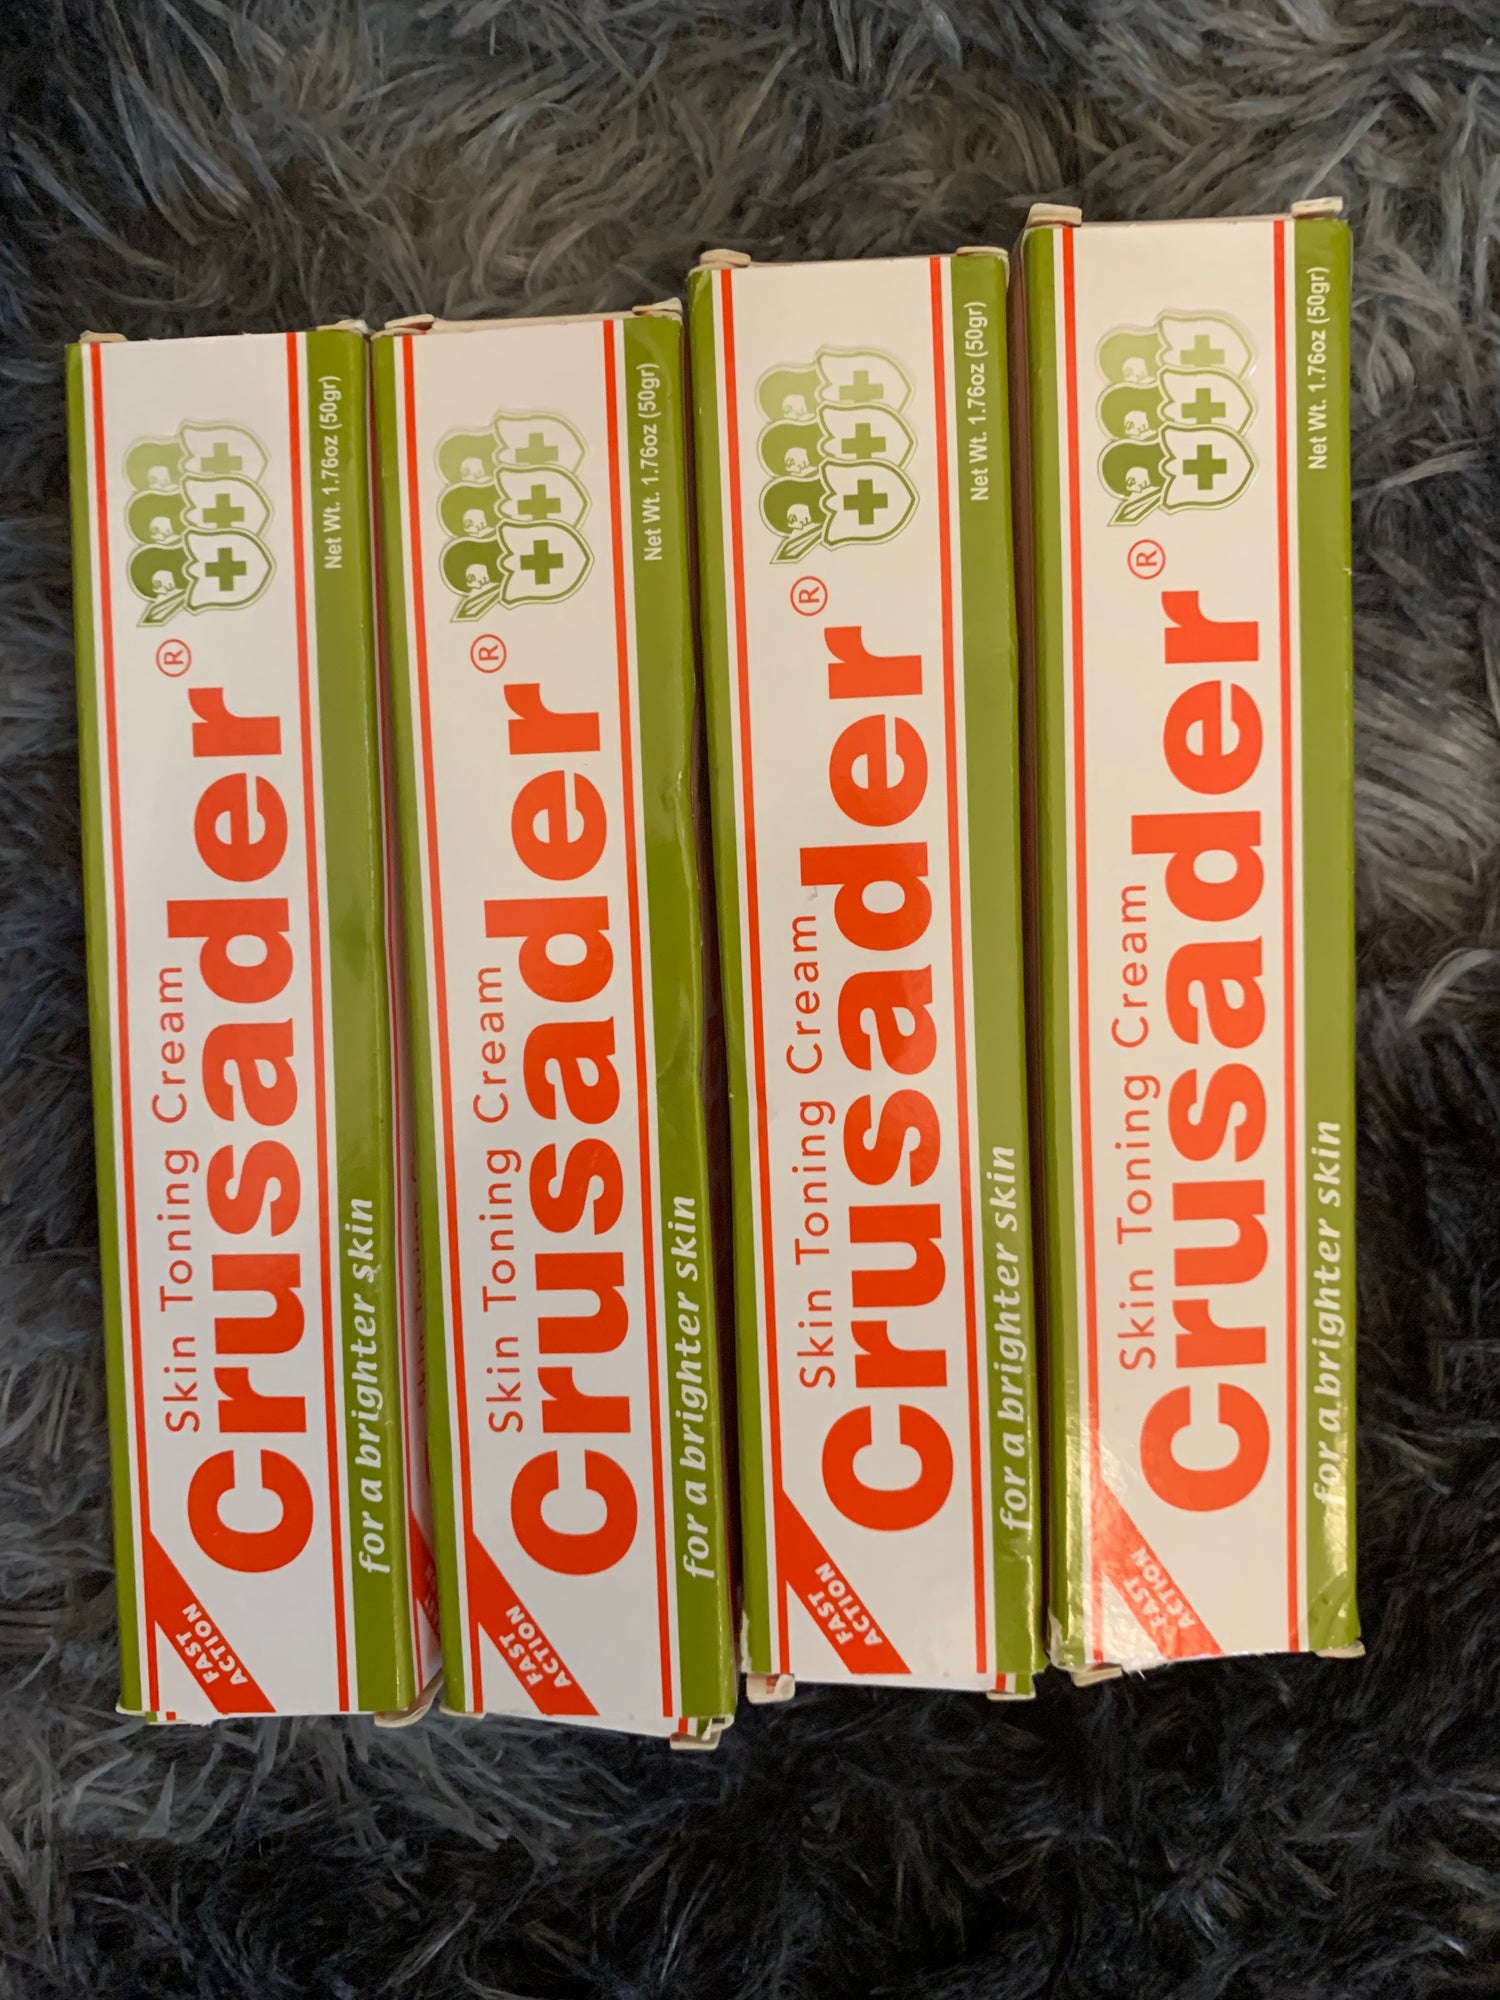 Skin Toning Cream
Crusader®
FAST
ACTION
for a brighter skin
Net Wt. 1.76oz (50gr)
Skin Toning Cream
Crusader®
FAST
ACTION
for a brighter skin
Net Wt. 1.76oz (50gr)
Skin Toning Cream
Crusader®
FAST
ACTION
for a brighter skin
Net Wt. 1.76oz (50gr)
Skin Toning Cream
Crusader®
FAST
ACTION
for a brighter skin
Net Wt. 1.76oz (50gr)